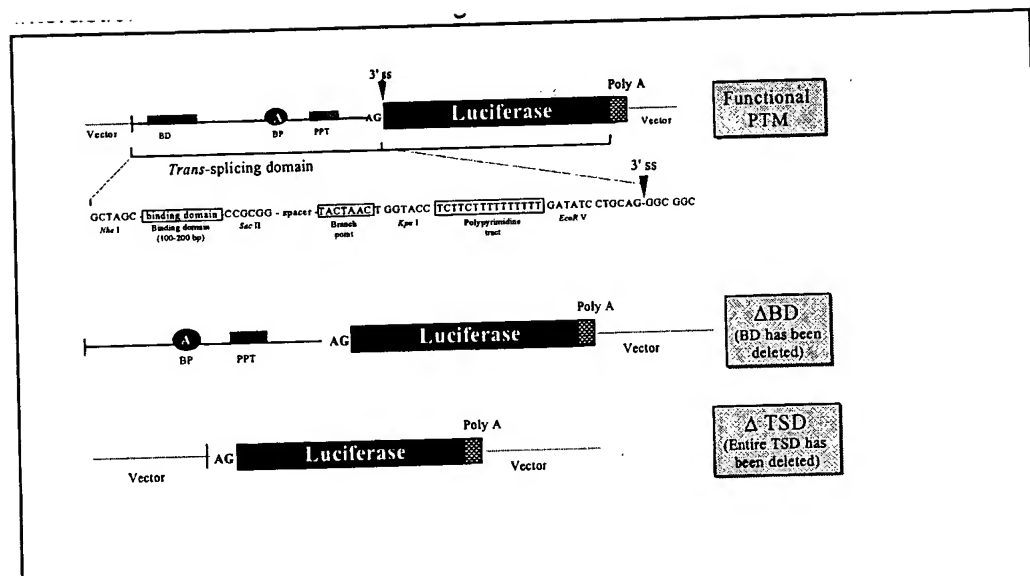 3' ss
Poly A
AG Luciferase
Vector BD A BP PPT Vector
Functional PTM
Trans-splicing domain
3' ss
GCTAGC - binding domain - CCGCGG - spacer - TACTAAC T GGTACC TCTTCTTTTTTTTT GATATC CTGCAG-GGC GGC
Nhe I Binding domain Sac II Branch Kpn I Polypyrimidine EcoR V
(100-200 bp) point tract
Poly A
A AG Luciferase
BP PPT Vector
ΔBD
(BD has been
deleted)
Poly A
AG Luciferase
Vector Vector
Δ TSD
(Entire TSD has
been deleted)